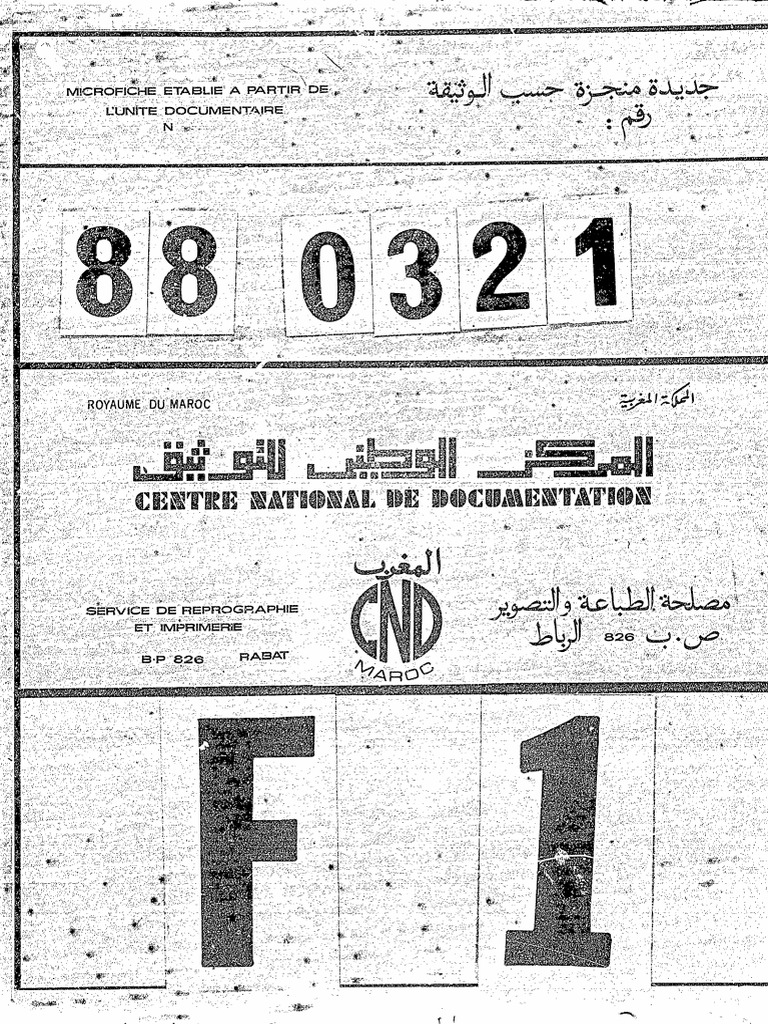 MICROFICHE ETABLIE A PARTIR DE
L'UNITE DOCUMENTAIRE
N
جديدة منجزة حسب الوثيقة
رقم :
88 0321
ROYAUME DU MAROC
المملكة المغربية
المركز الوطني للتوثيق
CENTRE NATIONAL DE DOCUMENTATION
SERVICE DE REPROGRAPHIE
ET IMPRIMERIE
B.P 826 RABAT
المغرب
CND
MAROC
مصلحة الطباعة والتصوير
ص.ب 826 الرباط
F 1